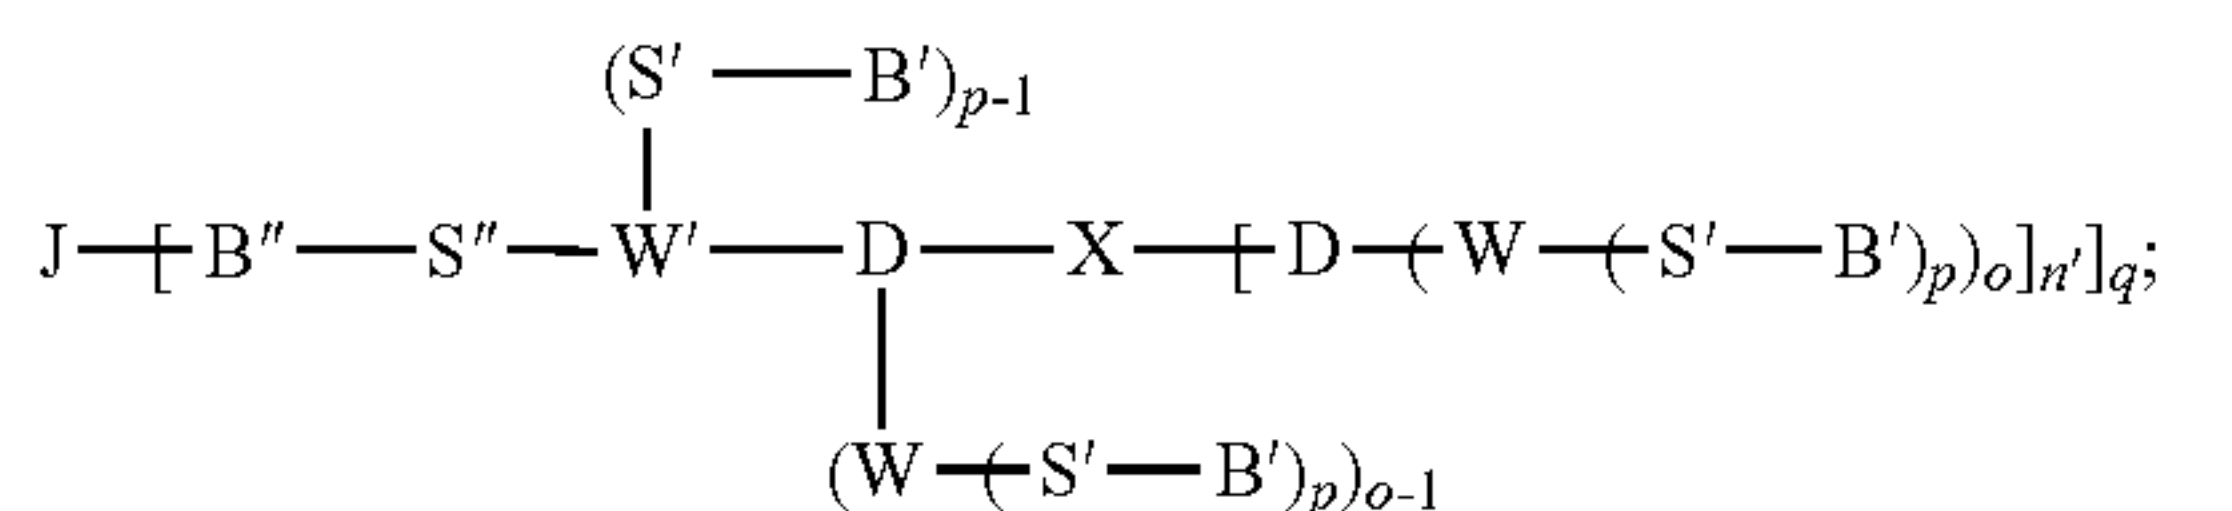 (S′—B′)p-1
J—[B″—S″—W′—D—X—[D—(W—(S′—B′)p)o]n′]q;
(W—(S′—B′)p)o-1